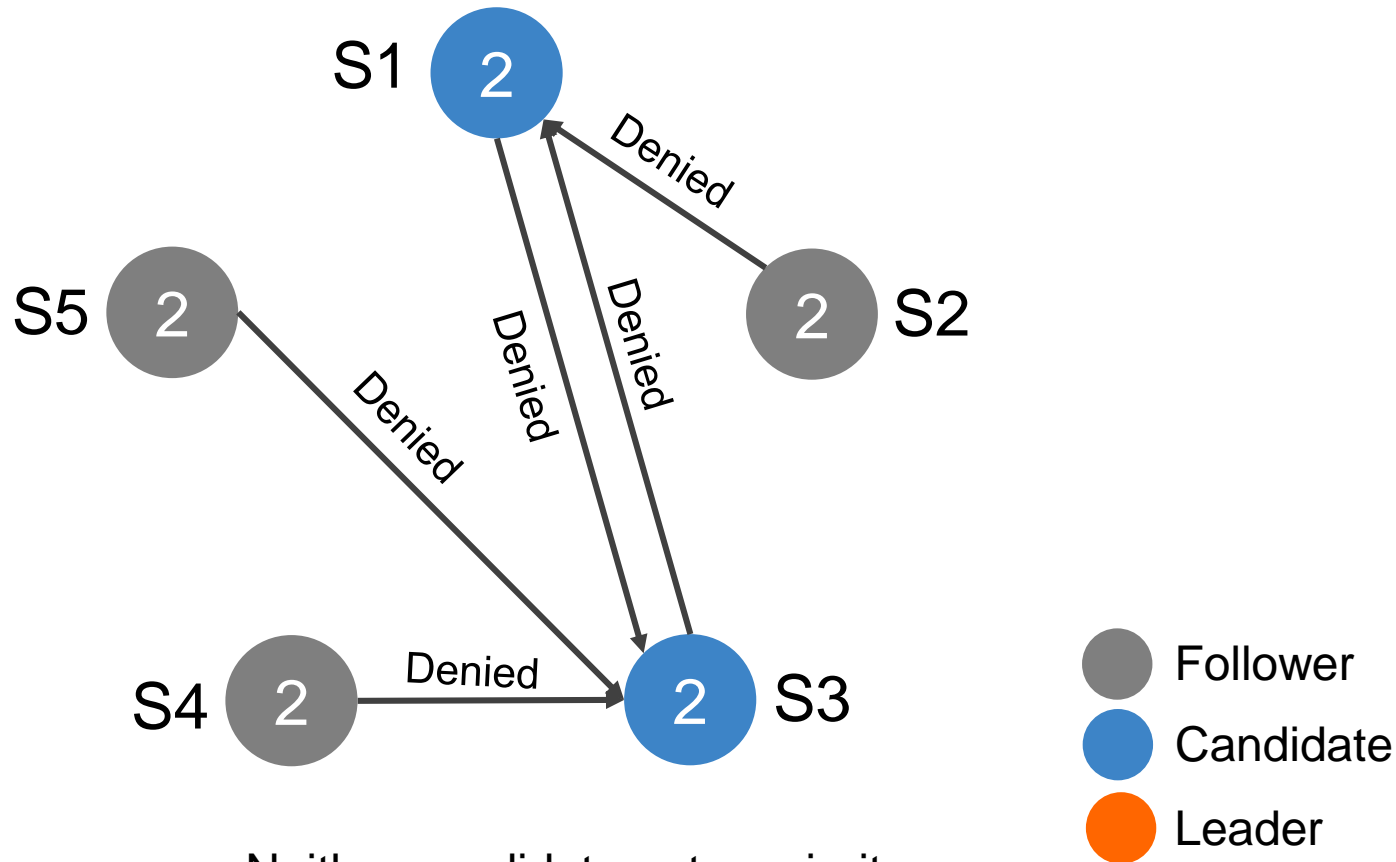 S1
2
Denied
S5
2
2
S2
Denied
Denied
Denied
Denied
S4
2
2
S3
Follower
Candidate
Leader